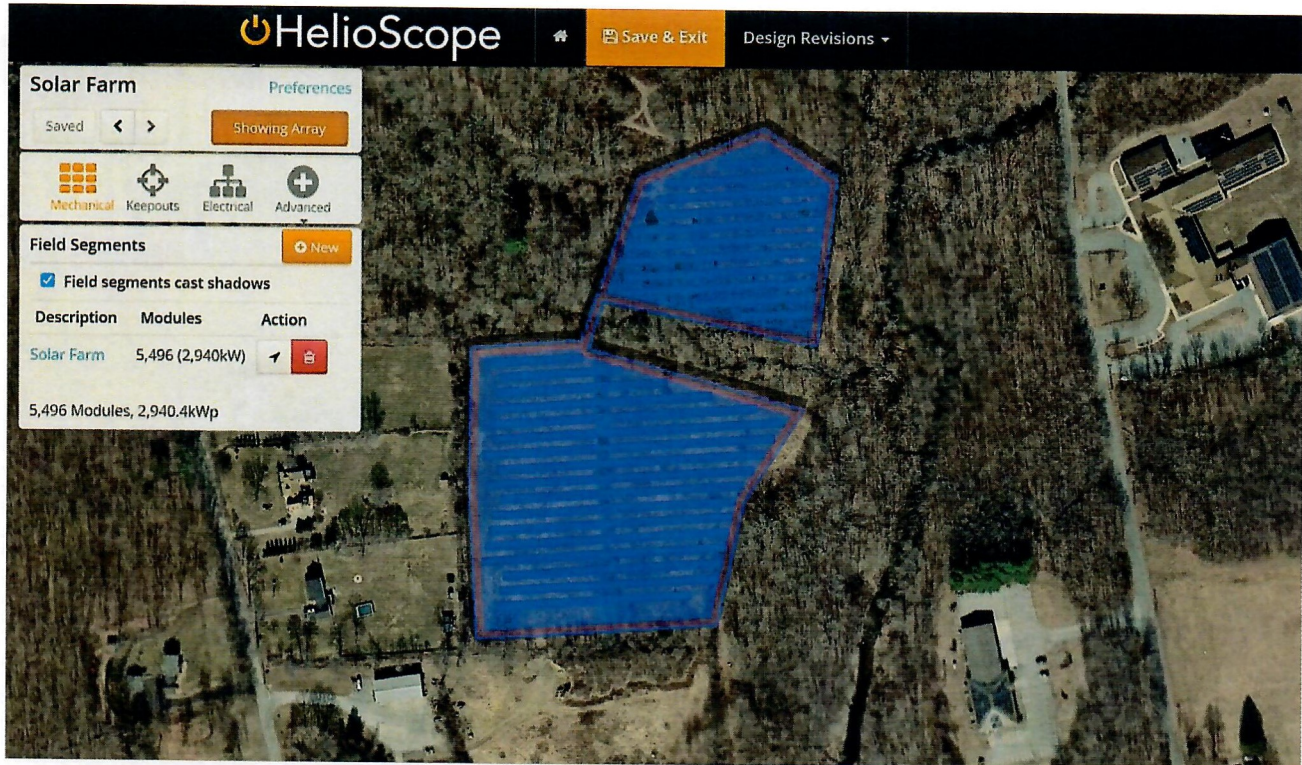 HelioScope
Save & Exit
Design Revisions
Solar Farm
Preferences
Saved
Showing Array
Mechanical Keepouts Electrical Advanced
Field Segments
New
Field segments cast shadows
Description Modules Action
Solar Farm 5,496 (2,940kW)
5,496 Modules, 2,940.4kWp